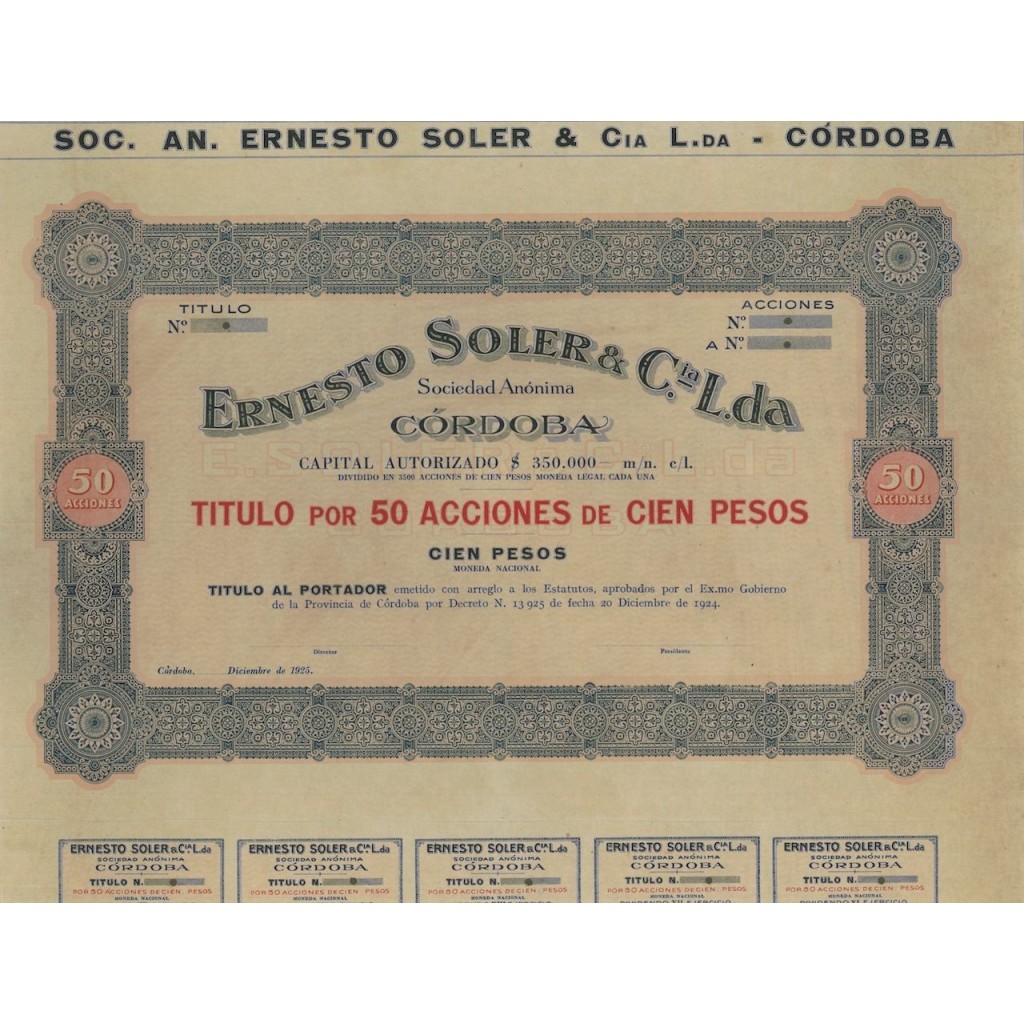 SOC. AN. ERNESTO SOLER & CIA L.DA - CÓRDOBA
TITULO
Nº
ACCIONES
Nº
A Nº
ERNESTO SOLER & C.ia L.da
Sociedad Anónima
CÓRDOBA
CAPITAL AUTORIZADO $ 350.000— m/n. c/l.
DIVIDIDO EN 3500 ACCIONES DE CIEN PESOS MONEDA LEGAL CADA UNA
50
ACCIONES
50
ACCIONES
TITULO POR 50 ACCIONES DE CIEN PESOS
CIEN PESOS
MONEDA NACIONAL
TITULO AL PORTADOR emetido con arreglo a los Estatutos, aprobados por el Ex.mo Gobierno
de la Provincia de Córdoba por Decreto N. 13925 de fecha 20 Diciembre de 1924.
Director
Presidente
Córdoba, Diciembre de 1925.
ERNESTO SOLER & CIA L.da
SOCIEDAD ANÓNIMA
CÓRDOBA
TITULO N.
POR 50 ACCIONES DE CIEN PESOS
MONEDA NACIONAL
ERNESTO SOLER & CIA L.da
SOCIEDAD ANÓNIMA
CÓRDOBA
TITULO N.
POR 50 ACCIONES DE CIEN PESOS
MONEDA NACIONAL
ERNESTO SOLER & CIA L.da
SOCIEDAD ANÓNIMA
CÓRDOBA
TITULO N.
POR 50 ACCIONES DE CIEN PESOS
MONEDA NACIONAL
ERNESTO SOLER & CIA L.da
SOCIEDAD ANÓNIMA
CÓRDOBA
TITULO N.
POR 50 ACCIONES DE CIEN PESOS
MONEDA NACIONAL
ERNESTO SOLER & CIA L.da
SOCIEDAD ANÓNIMA
CÓRDOBA
TITULO N.
POR 50 ACCIONES DE CIEN PESOS
MONEDA NACIONAL